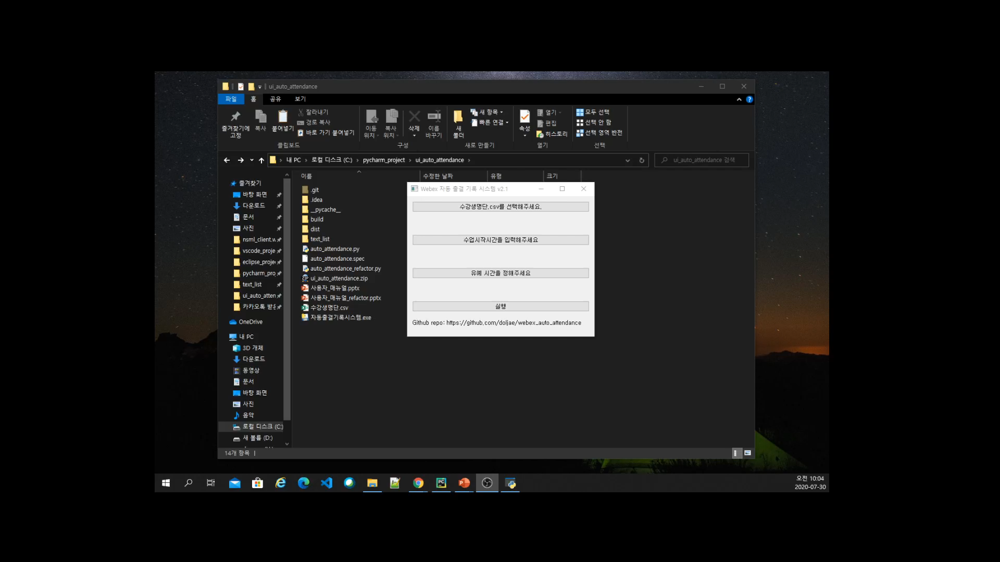 ui_auto_attendance
파일 홈 공유 보기
즐겨찾기에 고정
복사
붙여넣기
잘라내기
경로 복사
바로 가기 붙여넣기
클립보드
이동 위치
복사 위치
삭제
이름 바꾸기
구성
새 폴더
새 항목
빠른 연결
새로 만들기
속성
열기
편집
히스토리
열기
모두 선택
선택 안 함
선택 영역 반전
선택
내 PC › 로컬 디스크 (C:) › pycharm_project › ui_auto_attendance ›
ui_auto_attendance 검색
이름 수정한 날짜 유형 크기
즐겨찾기
바탕 화면
다운로드
문서
사진
nsml_client.w
vscode_proje
eclipse_proje
pycharm_pro
text_list
ui_auto_atten
카카오톡 받은
OneDrive
내 PC
3D 개체
다운로드
동영상
문서
바탕 화면
사진
음악
로컬 디스크 (C:)
새 볼륨 (D:)
.git
.idea
__pycache__
build
dist
text_list
auto_attendance.py
auto_attendance.spec
auto_attendance_refactor.py
ui_auto_attendance.zip
사용자_매뉴얼.pptx
사용자_매뉴얼_refactor.pptx
수강생명단.csv
자동출결기록시스템.exe
Webex 자동 출결 기록 시스템 v2.1
수강생명단.csv를 선택해주세요.
수업시작시간을 입력해주세요
유예 시간을 정해주세요
실행
Github repo: https://github.com/doljae/webex_auto_attendance
14개 항목
오전 10:04
2020-07-30